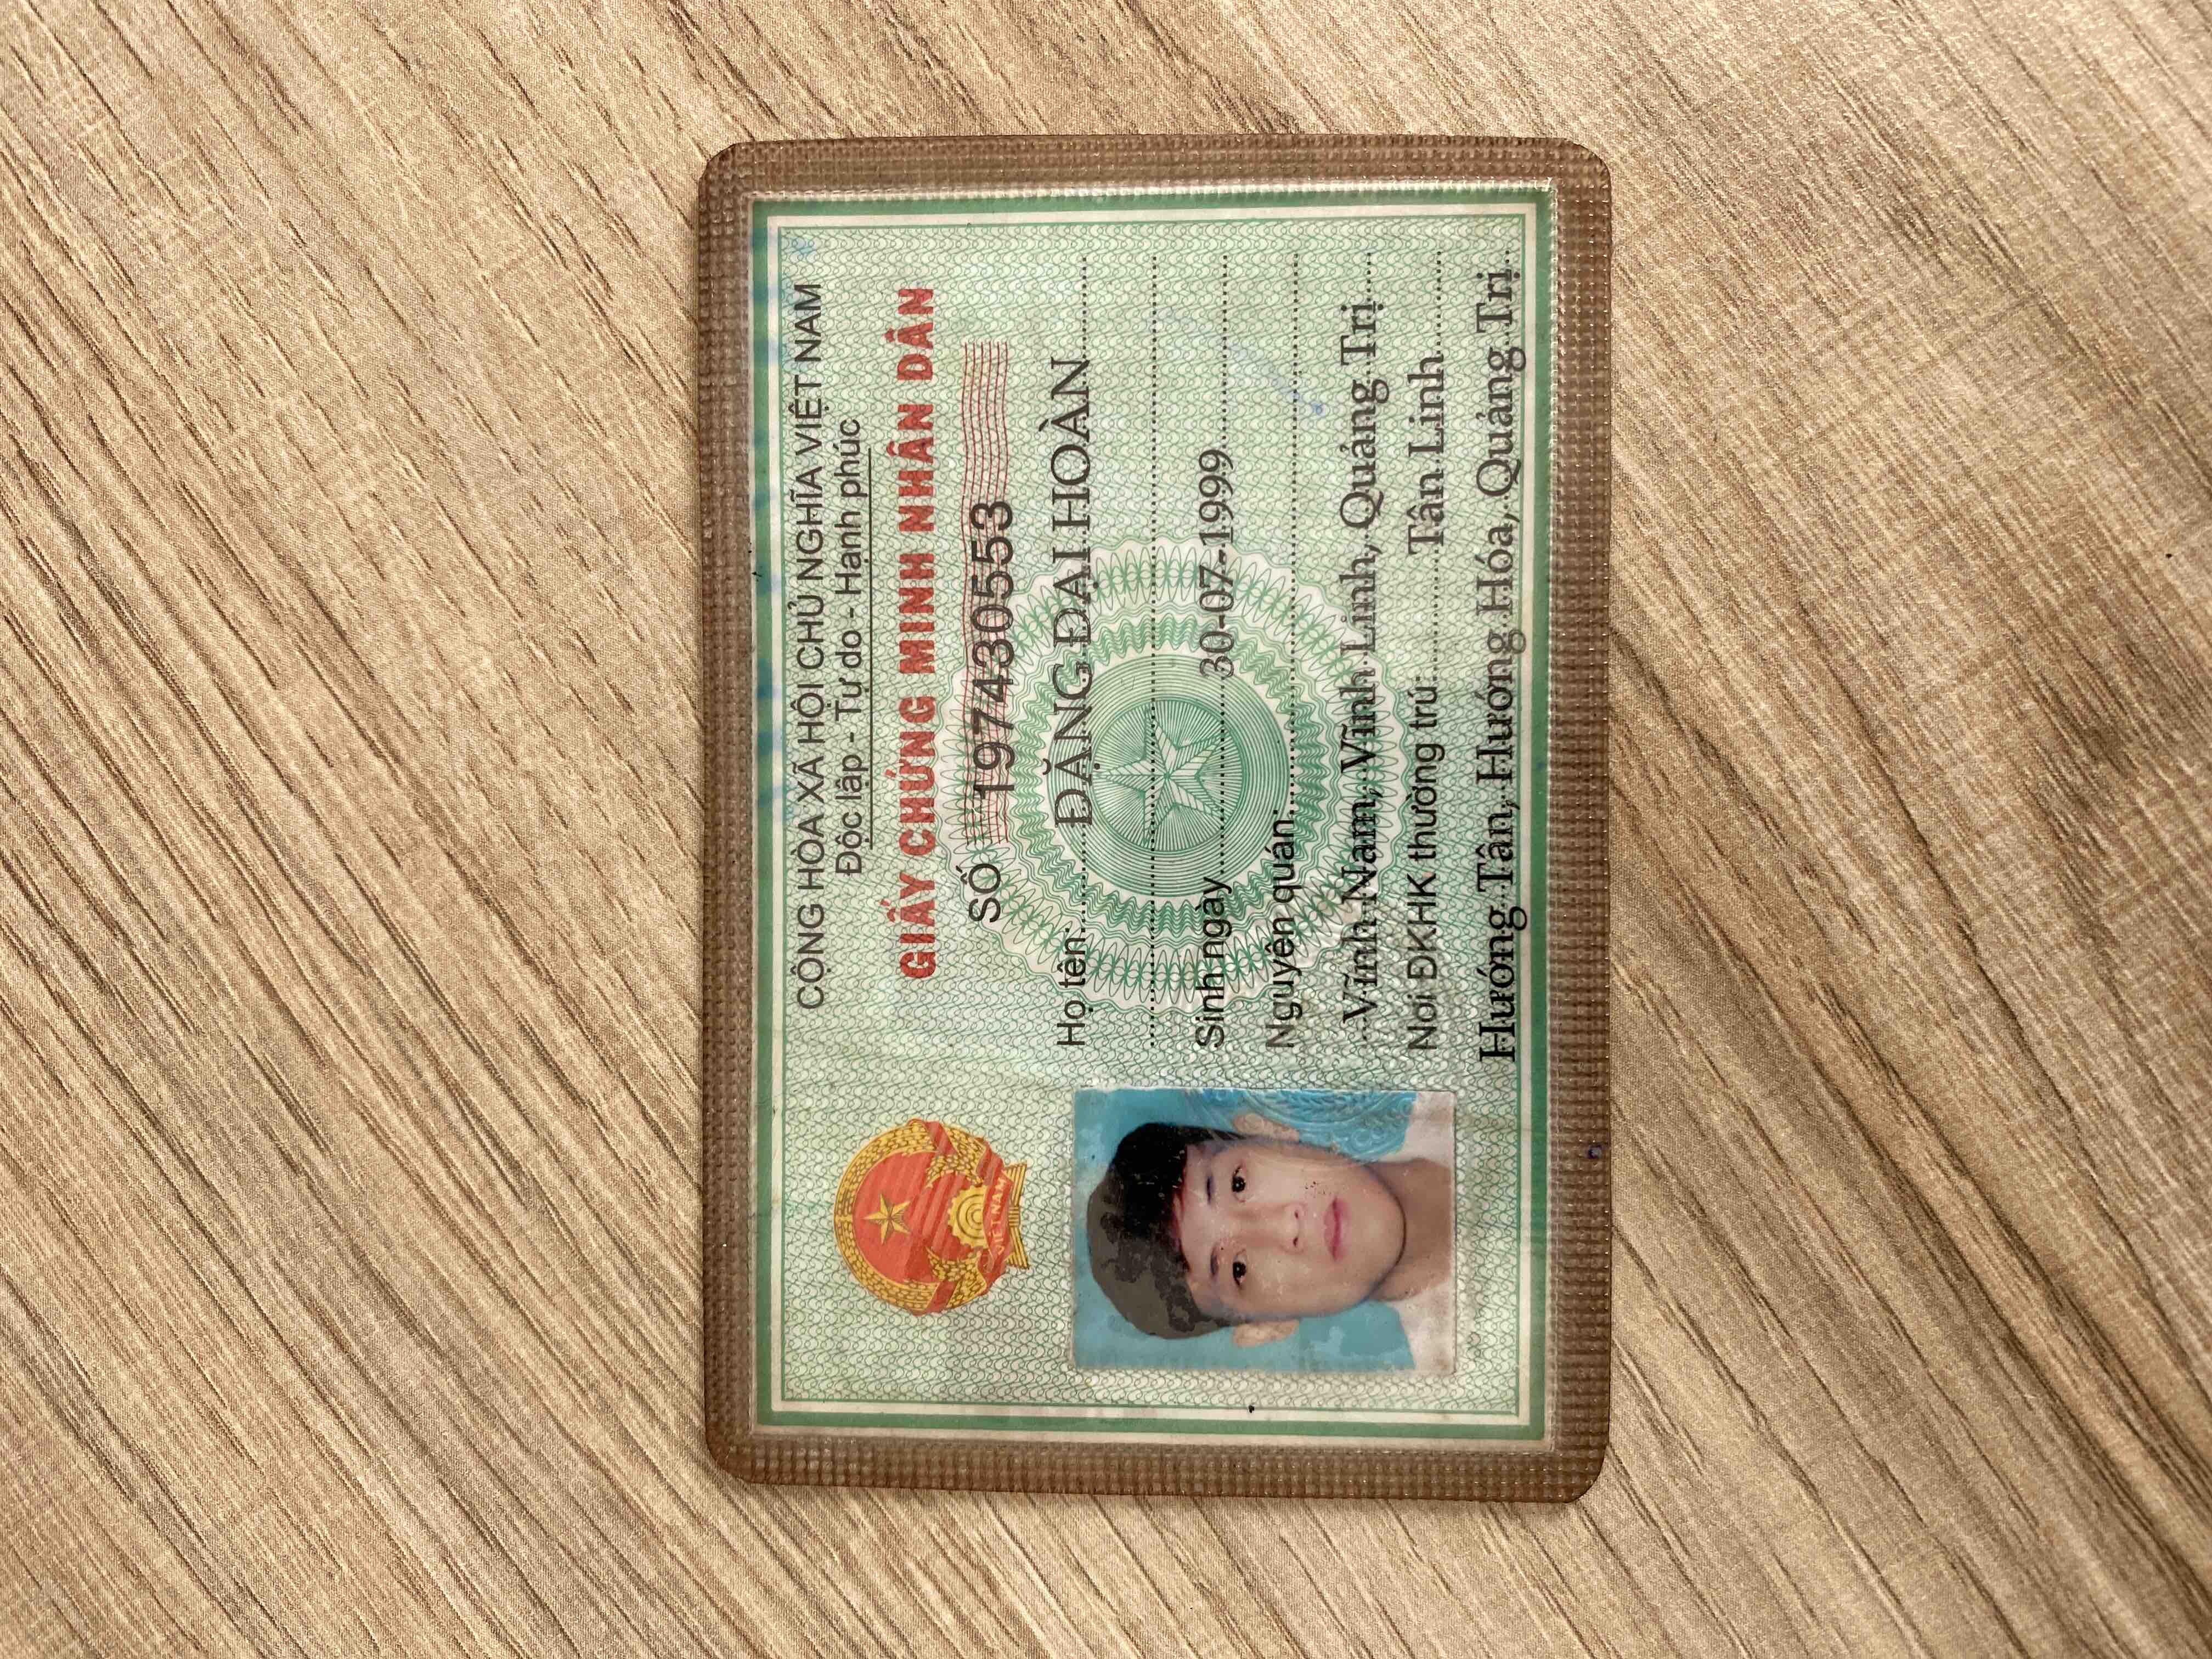 CỘNG HÒA XÃ HỘI CHỦ NGHĨA VIỆT NAM
Độc lập - Tự do - Hạnh phúc
GIẤY CHỨNG MINH NHÂN DÂN
SỐ 197430553
Họ tên: ĐẶNG ĐẠI HOÀN
Sinh ngày 30-07-1999
Nguyên quán
Vĩnh Nam, Vĩnh Linh, Quảng Trị
Nơi ĐKHK thường trú: Tân Linh
Hướng Tân, Hướng Hóa, Quảng Trị
VIỆT NAM